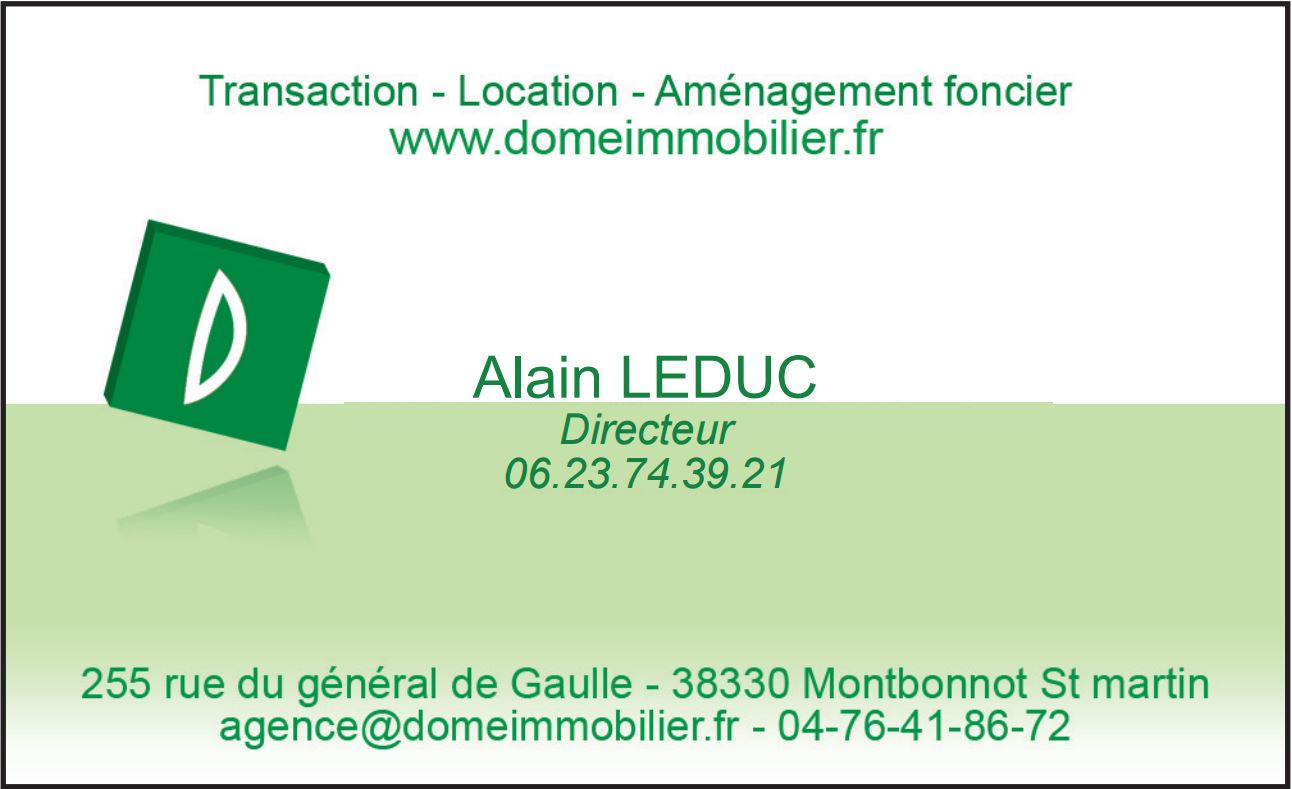 Transaction - Location - Aménagement foncier
www.domeimmobilier.fr
D
Alain LEDUC
Directeur
06.23.74.39.21
255 rue du général de Gaulle - 38330 Montbonnot St martin
agence@domeimmobilier.fr - 04-76-41-86-72